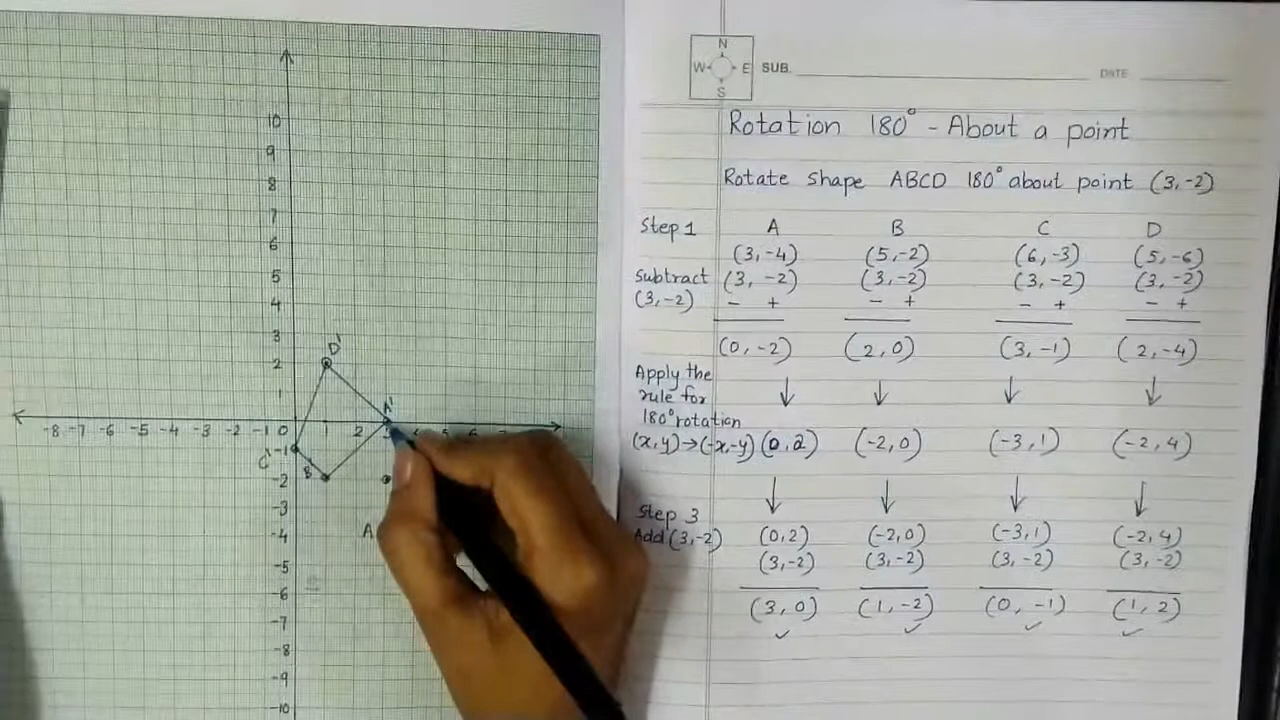 10
9
8
7
6
5
4
3
2
1
D'
A'
-8 -7 -6 -5 -4 -3 -2 -1 0 2 3 4
C' -1
B' -2
-3
A
-4
-5
-6
-7
-8
-9
-10
N
W E SUB. DATE
S
Rotation 180° - About a point
Rotate shape ABCD 180° about point (3,-2)
Step 1 A B C D
(3,-4) (5,-2) (6,-3) (5,-6)
subtract (3,-2) (3,-2) (3,-2) (3,-2)
(3,-2) - + - + - + - +
(0,-2) (2,0) (3,-1) (2,-4)
Apply the
rule for
180° rotation
(x,y)→(-x,-y) (0,2) (-2,0) (-3,1) (-2,4)
Step 3
Add (3,-2) (0,2) (-2,0) (-3,1) (-2,4)
(3,-2) (3,-2) (3,-2) (3,-2)
(3,0) (1,-2) (0,-1) (1,2)